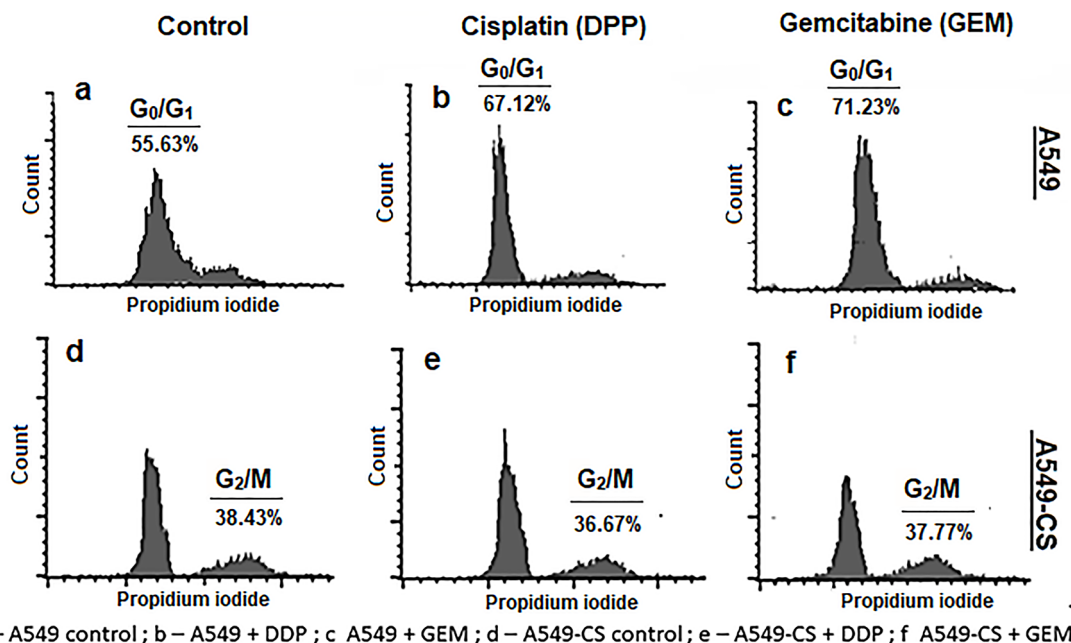 Control
Cisplatin (DPP)
Gemcitabine (GEM)
a
G₀/G₁
55.63%
Count
Propidium iodide
b
G₀/G₁
67.12%
Count
Propidium iodide
c
G₀/G₁
71.23%
Count
Propidium iodide
A549
d
G₂/M
38.43%
Count
Propidium iodide
e
G₂/M
36.67%
Count
Propidium iodide
f
G₂/M
37.77%
Count
Propidium iodide
A549-CS
– A549 control ; b – A549 + DDP ; c A549 + GEM ; d – A549-CS control ; e – A549-CS + DDP ; f A549-CS + GEM